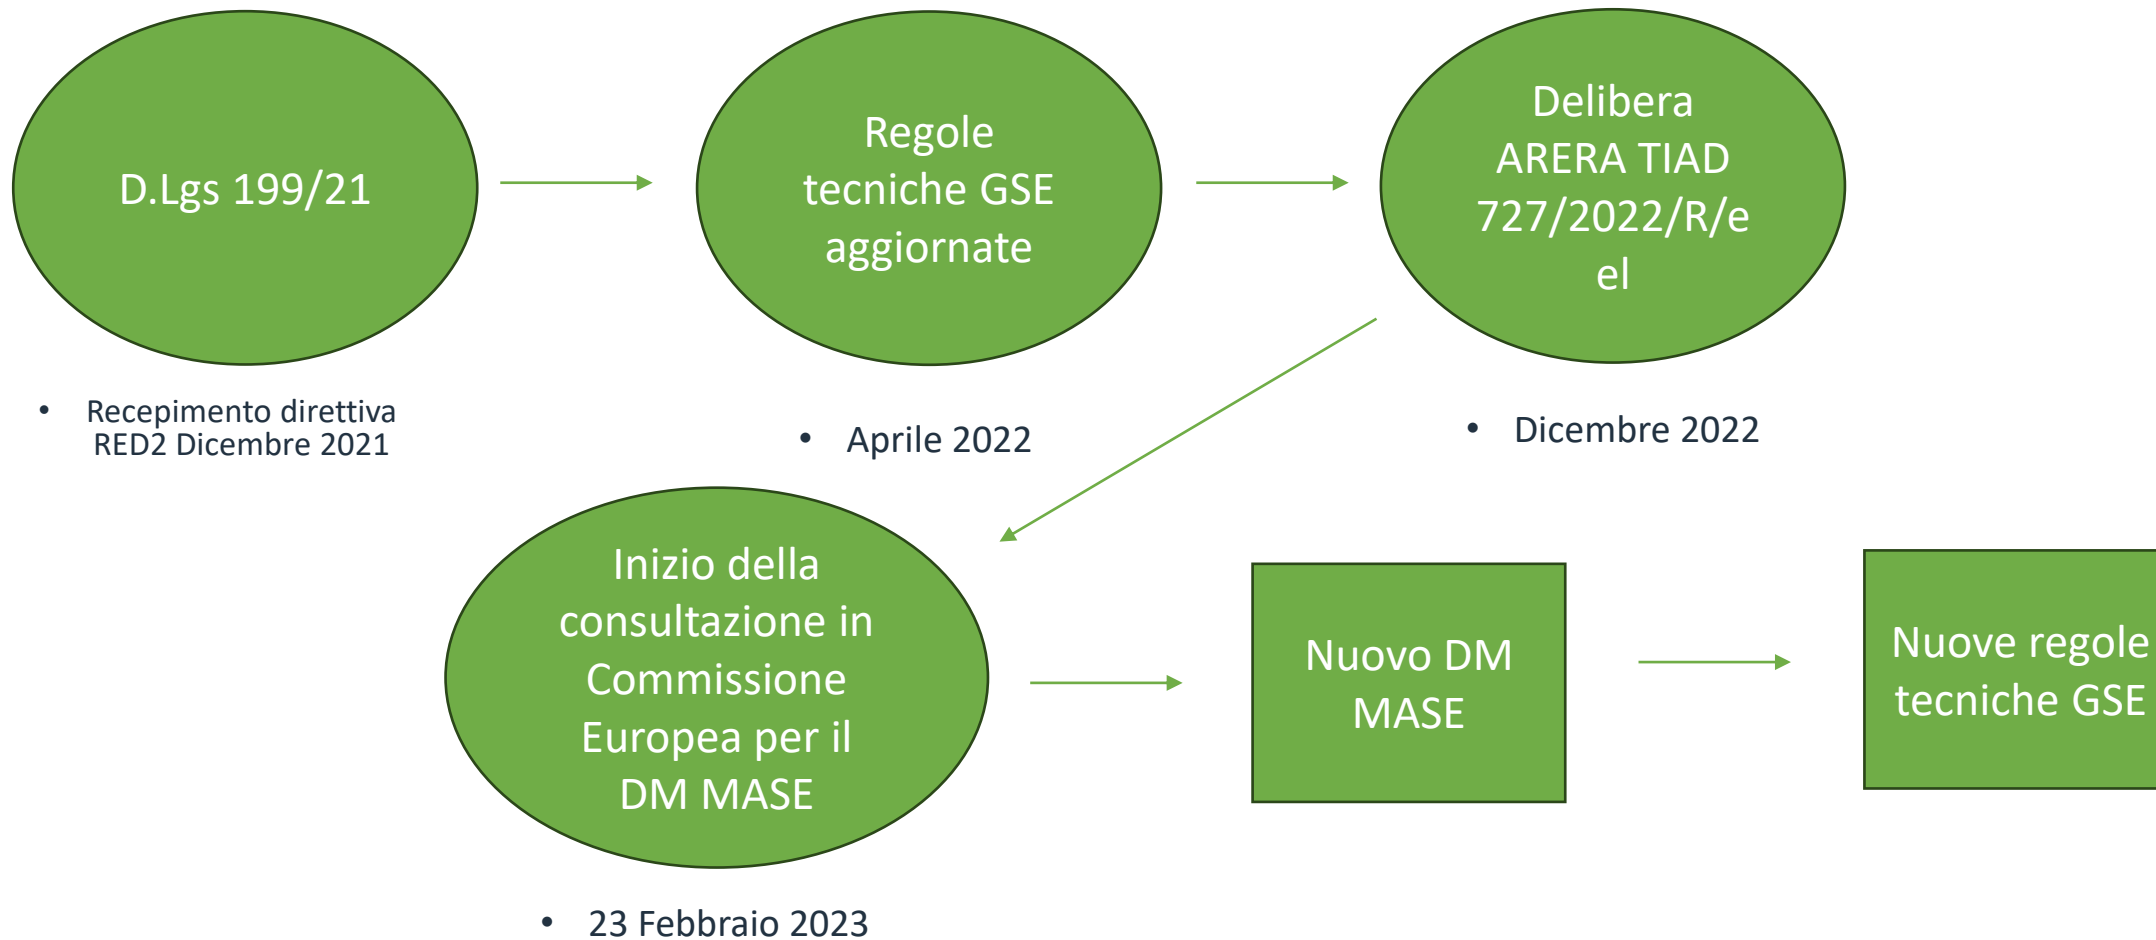 D.Lgs 199/21
Regole
tecniche GSE
aggiornate
Delibera
ARERA TIAD
727/2022/R/e
el
• Recepimento direttiva
RED2 Dicembre 2021
• Aprile 2022
• Dicembre 2022
Inizio della
consultazione in
Commissione
Europea per il
DM MASE
Nuovo DM
MASE
Nuove regole
tecniche GSE
• 23 Febbraio 2023